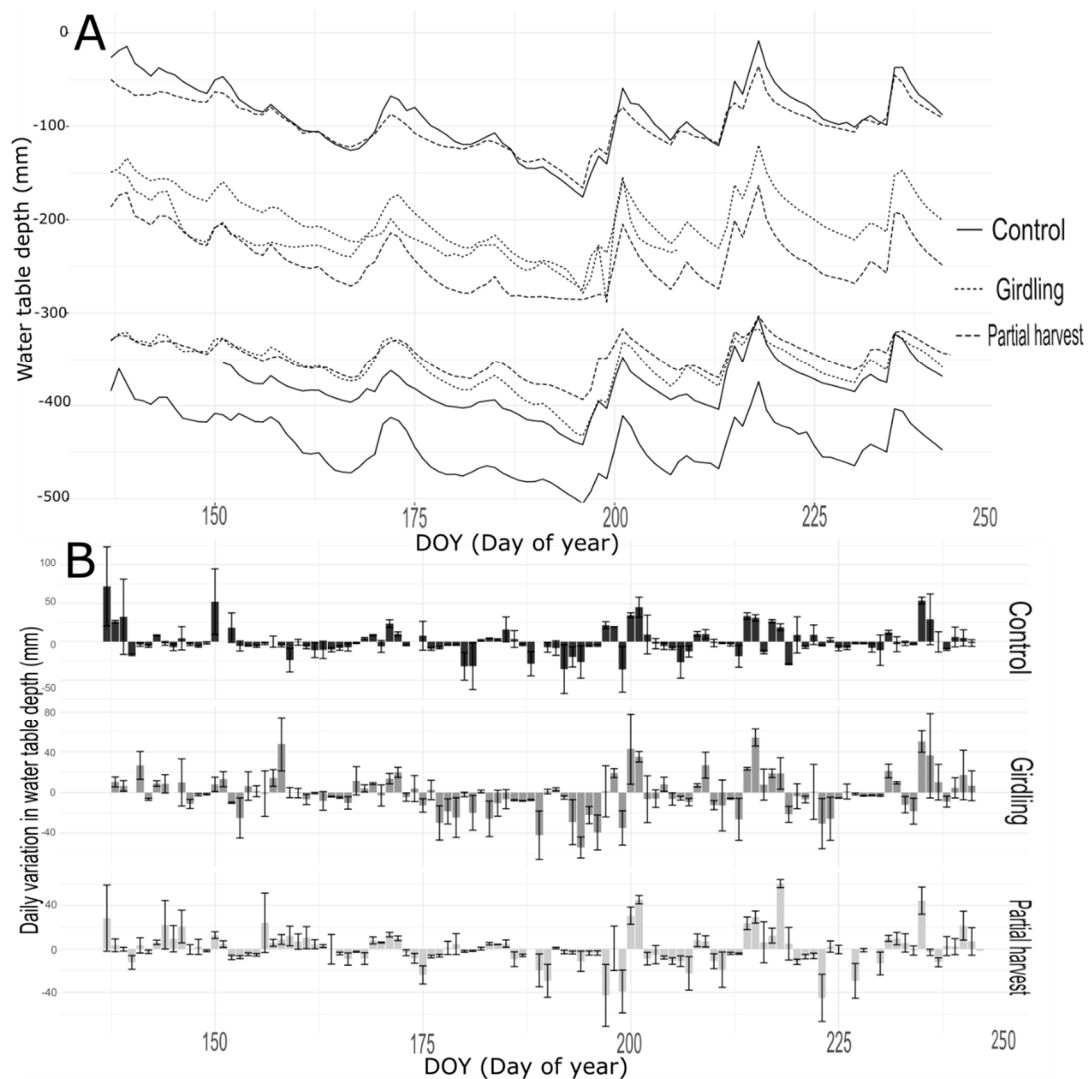 A
0
-100
-200
-300
-400
-500
Water table depth (mm)
Control
Girdling
Partial harvest
150
175
200
225
250
DOY (Day of year)
B
Daily variation in water table depth (mm)
100
50
0
-50
Control
80
40
0
-40
Girdling
40
0
-40
Partial harvest
150
175
200
225
250
DOY (Day of year)